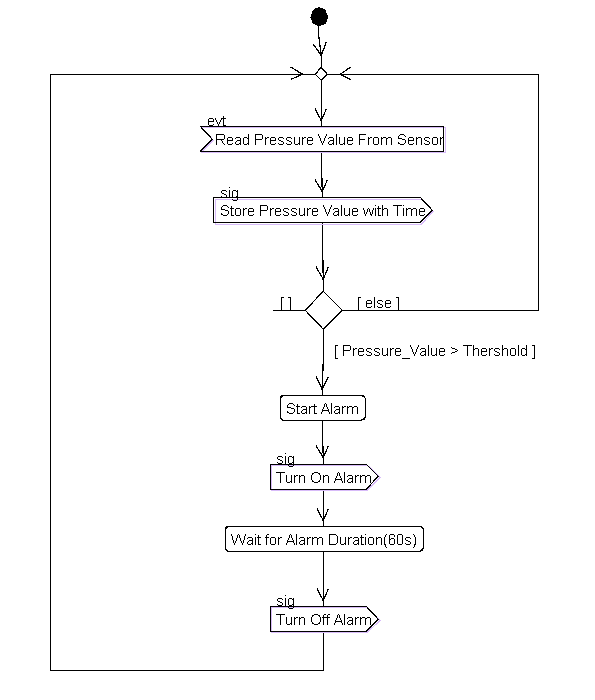 evt
Read Pressure Value From Sensor
sig
Store Pressure Value with Time
[ ]
[ else ]
[ Pressure_Value > Thershold ]
Start Alarm
sig
Turn On Alarm
Wait for Alarm Duration(60s)
sig
Turn Off Alarm